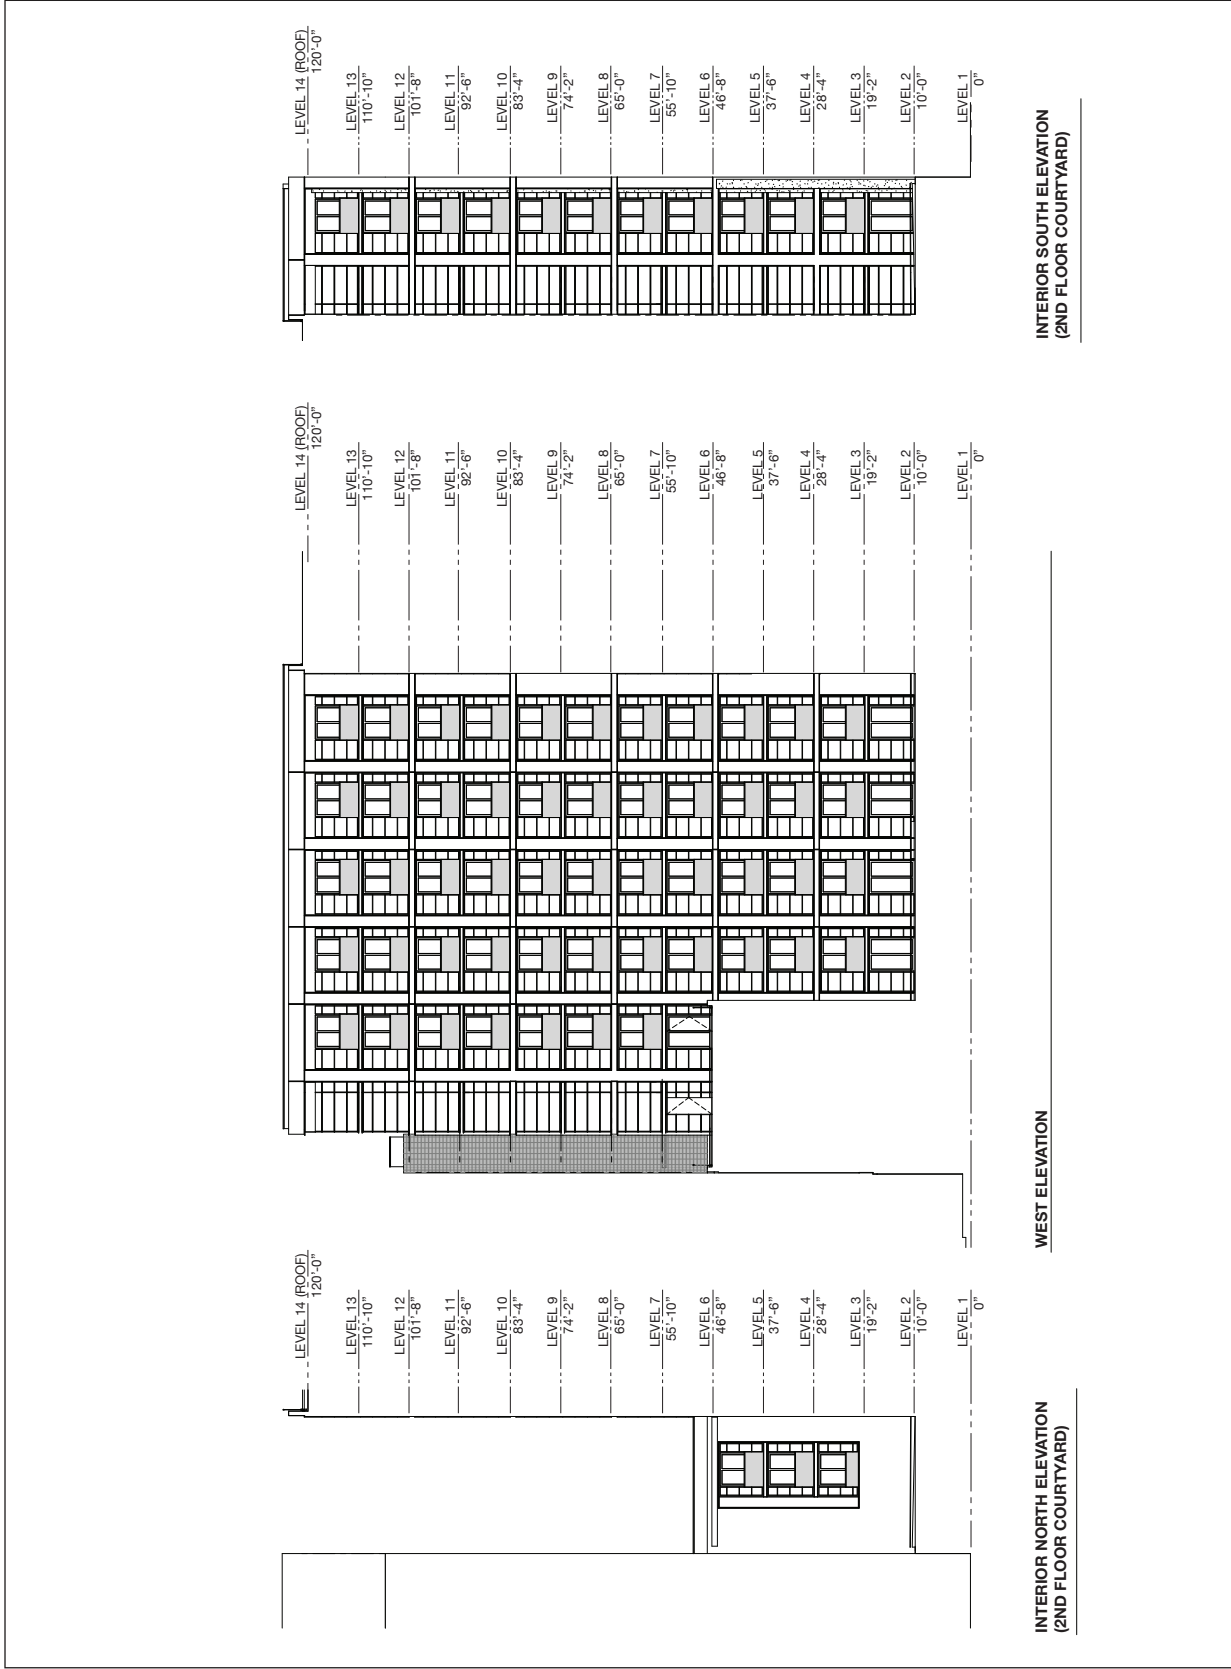 INTERIOR NORTH ELEVATION
(2ND FLOOR COURTYARD)
LEVEL 14 (ROOF)
120'-0"
LEVEL 13
110'-10"
LEVEL 12
101'-8"
LEVEL 11
92'-6"
LEVEL 10
83'-4"
LEVEL 9
74'-2"
LEVEL 8
65'-0"
LEVEL 7
55'-10"
LEVEL 6
46'-8"
LEVEL 5
37'-6"
LEVEL 4
28'-4"
LEVEL 3
19'-2"
LEVEL 2
10'-0"
LEVEL 1
0"
WEST ELEVATION
LEVEL 14 (ROOF)
120'-0"
LEVEL 13
110'-10"
LEVEL 12
101'-8"
LEVEL 11
92'-6"
LEVEL 10
83'-4"
LEVEL 9
74'-2"
LEVEL 8
65'-0"
LEVEL 7
55'-10"
LEVEL 6
46'-8"
LEVEL 5
37'-6"
LEVEL 4
28'-4"
LEVEL 3
19'-2"
LEVEL 2
10'-0"
LEVEL 1
0"
INTERIOR SOUTH ELEVATION
(2ND FLOOR COURTYARD)
LEVEL 14 (ROOF)
120'-0"
LEVEL 13
110'-10"
LEVEL 12
101'-8"
LEVEL 11
92'-6"
LEVEL 10
83'-4"
LEVEL 9
74'-2"
LEVEL 8
65'-0"
LEVEL 7
55'-10"
LEVEL 6
46'-8"
LEVEL 5
37'-6"
LEVEL 4
28'-4"
LEVEL 3
19'-2"
LEVEL 2
10'-0"
LEVEL 1
0"